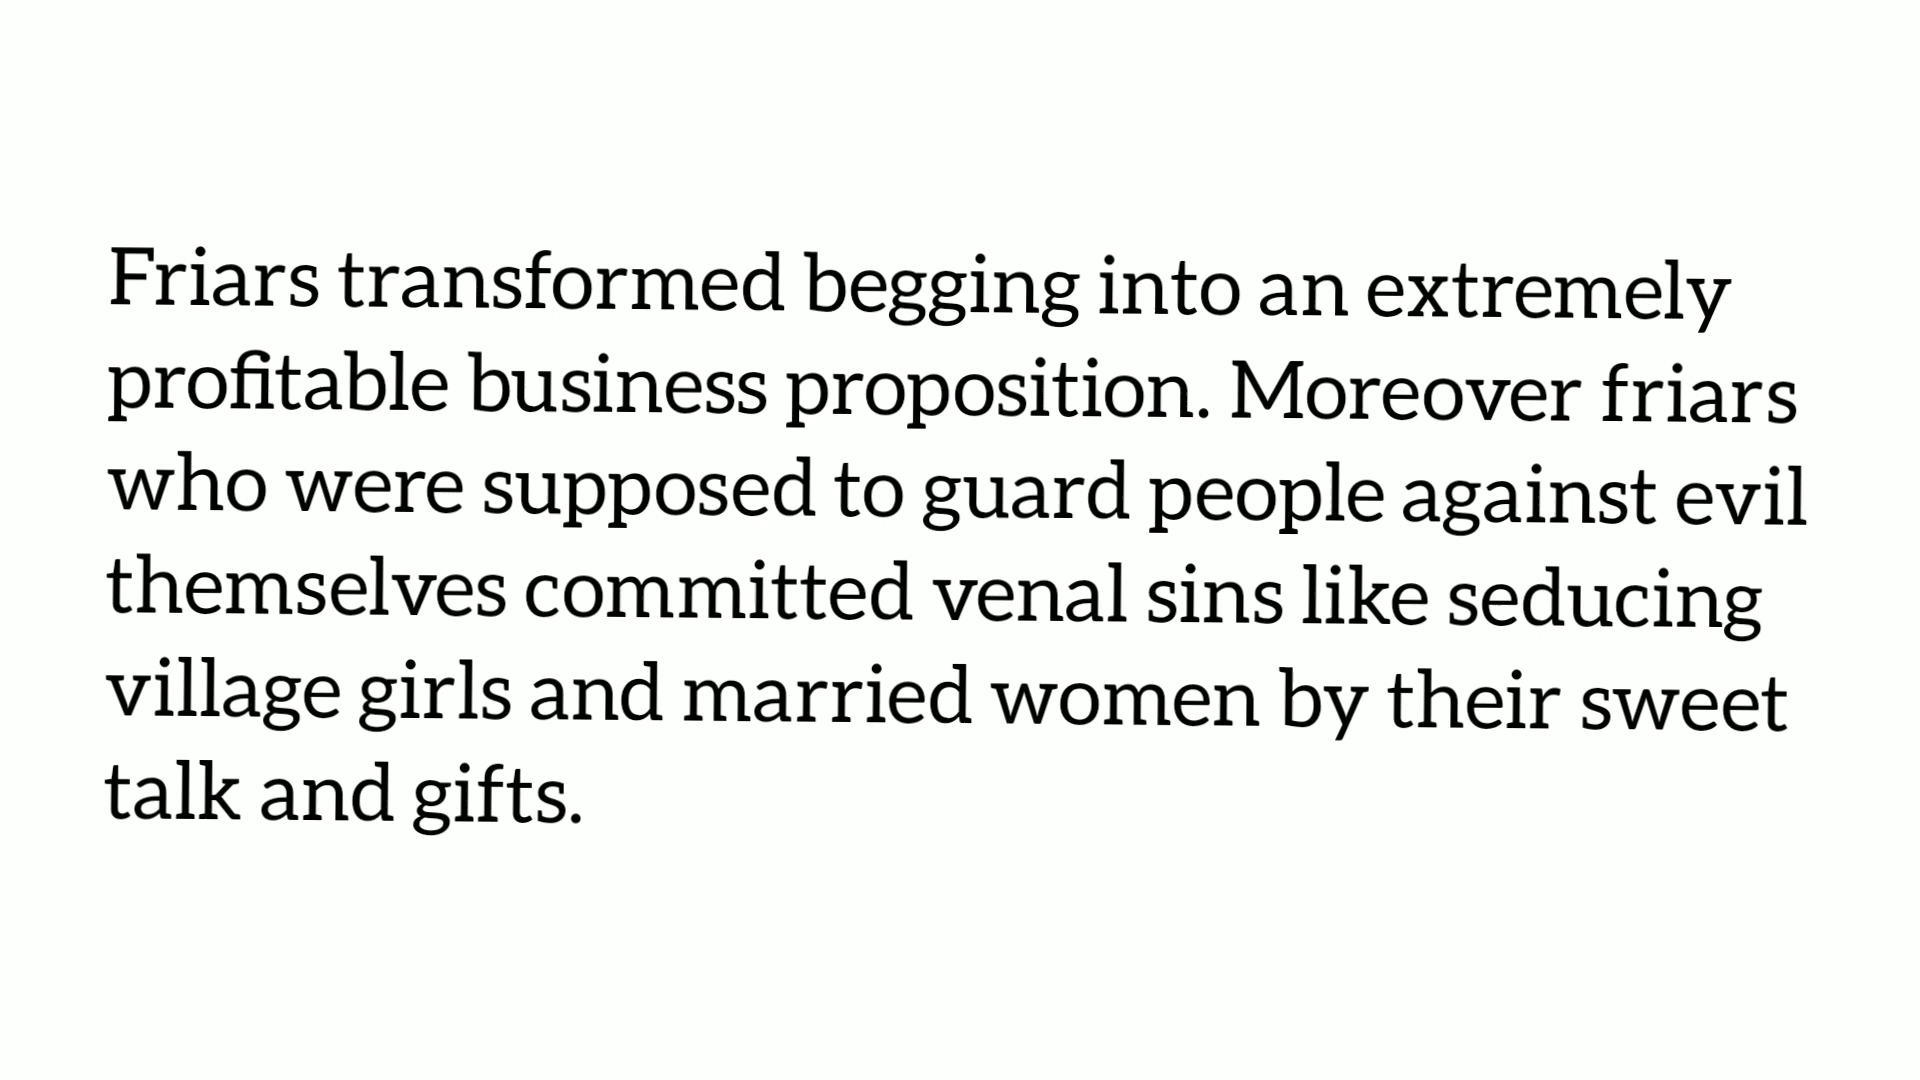 Friars transformed begging into an extremely
profitable business proposition. Moreover friars
who were supposed to guard people against evil
themselves committed venal sins like seducing
village girls and married women by their sweet
talk and gifts.